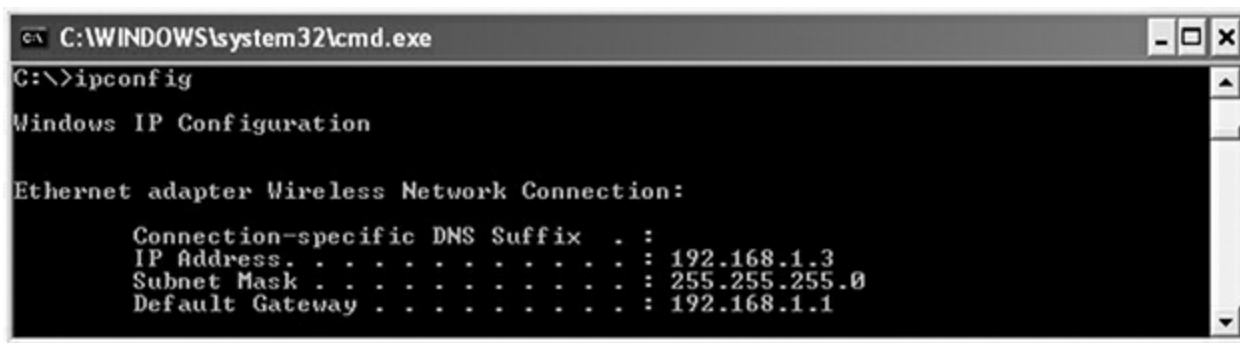 C:\WINDOWS\system32\cmd.exe
C:\>ipconfig
Windows IP Configuration
Ethernet adapter Wireless Network Connection:
Connection-specific DNS Suffix . :
IP Address. . . . . . . . . . . . : 192.168.1.3
Subnet Mask . . . . . . . . . . . : 255.255.255.0
Default Gateway . . . . . . . . . : 192.168.1.1